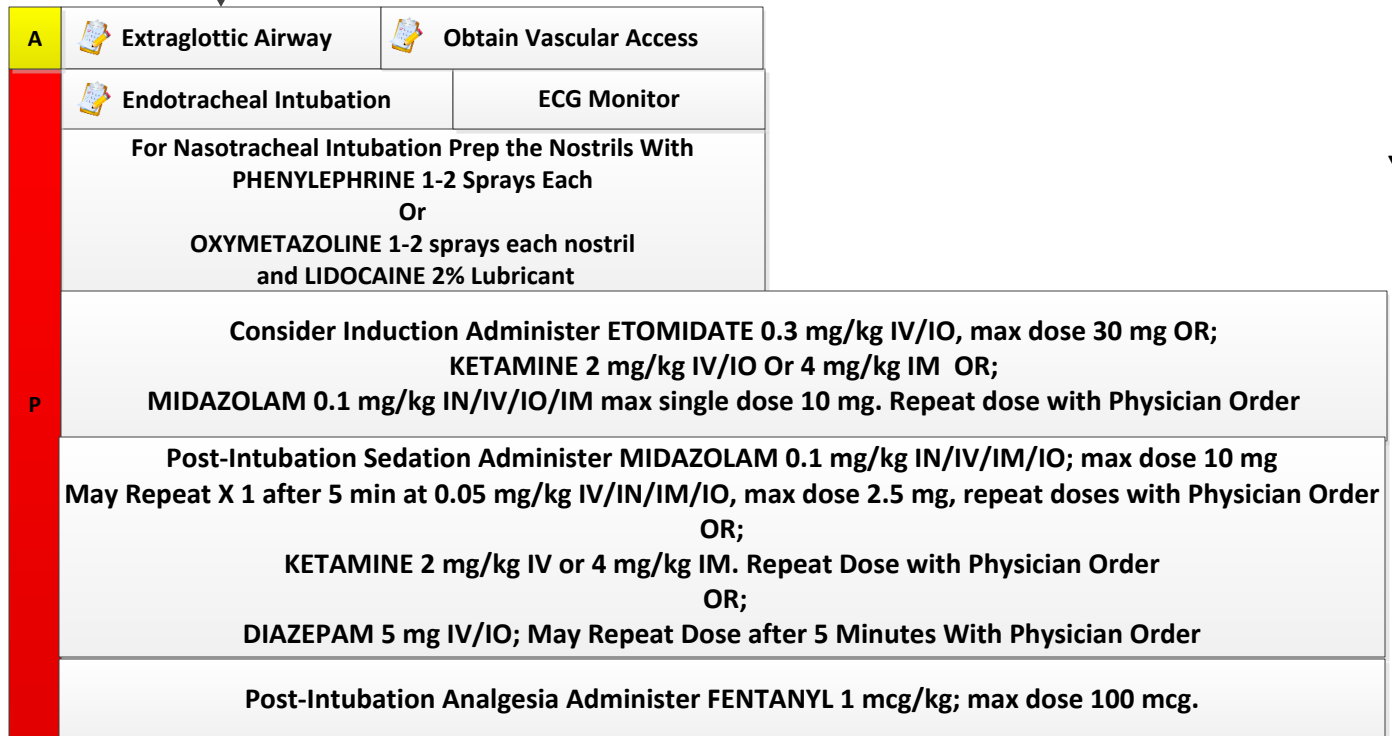 A
Extraglottic Airway
Obtain Vascular Access
Endotracheal Intubation
ECG Monitor
For Nasotracheal Intubation Prep the Nostrils With
PHENYLEPHRINE 1-2 Sprays Each
Or
OXYMETAZOLINE 1-2 sprays each nostril
and LIDOCAINE 2% Lubricant
P
Consider Induction Administer ETOMIDATE 0.3 mg/kg IV/IO, max dose 30 mg OR;
KETAMINE 2 mg/kg IV/IO Or 4 mg/kg IM OR;
MIDAZOLAM 0.1 mg/kg IN/IV/IO/IM max single dose 10 mg. Repeat dose with Physician Order
Post-Intubation Sedation Administer MIDAZOLAM 0.1 mg/kg IN/IV/IM/IO; max dose 10 mg
May Repeat X 1 after 5 min at 0.05 mg/kg IV/IN/IM/IO, max dose 2.5 mg, repeat doses with Physician Order
OR;
KETAMINE 2 mg/kg IV or 4 mg/kg IM. Repeat Dose with Physician Order
OR;
DIAZEPAM 5 mg IV/IO; May Repeat Dose after 5 Minutes With Physician Order
Post-Intubation Analgesia Administer FENTANYL 1 mcg/kg; max dose 100 mcg.